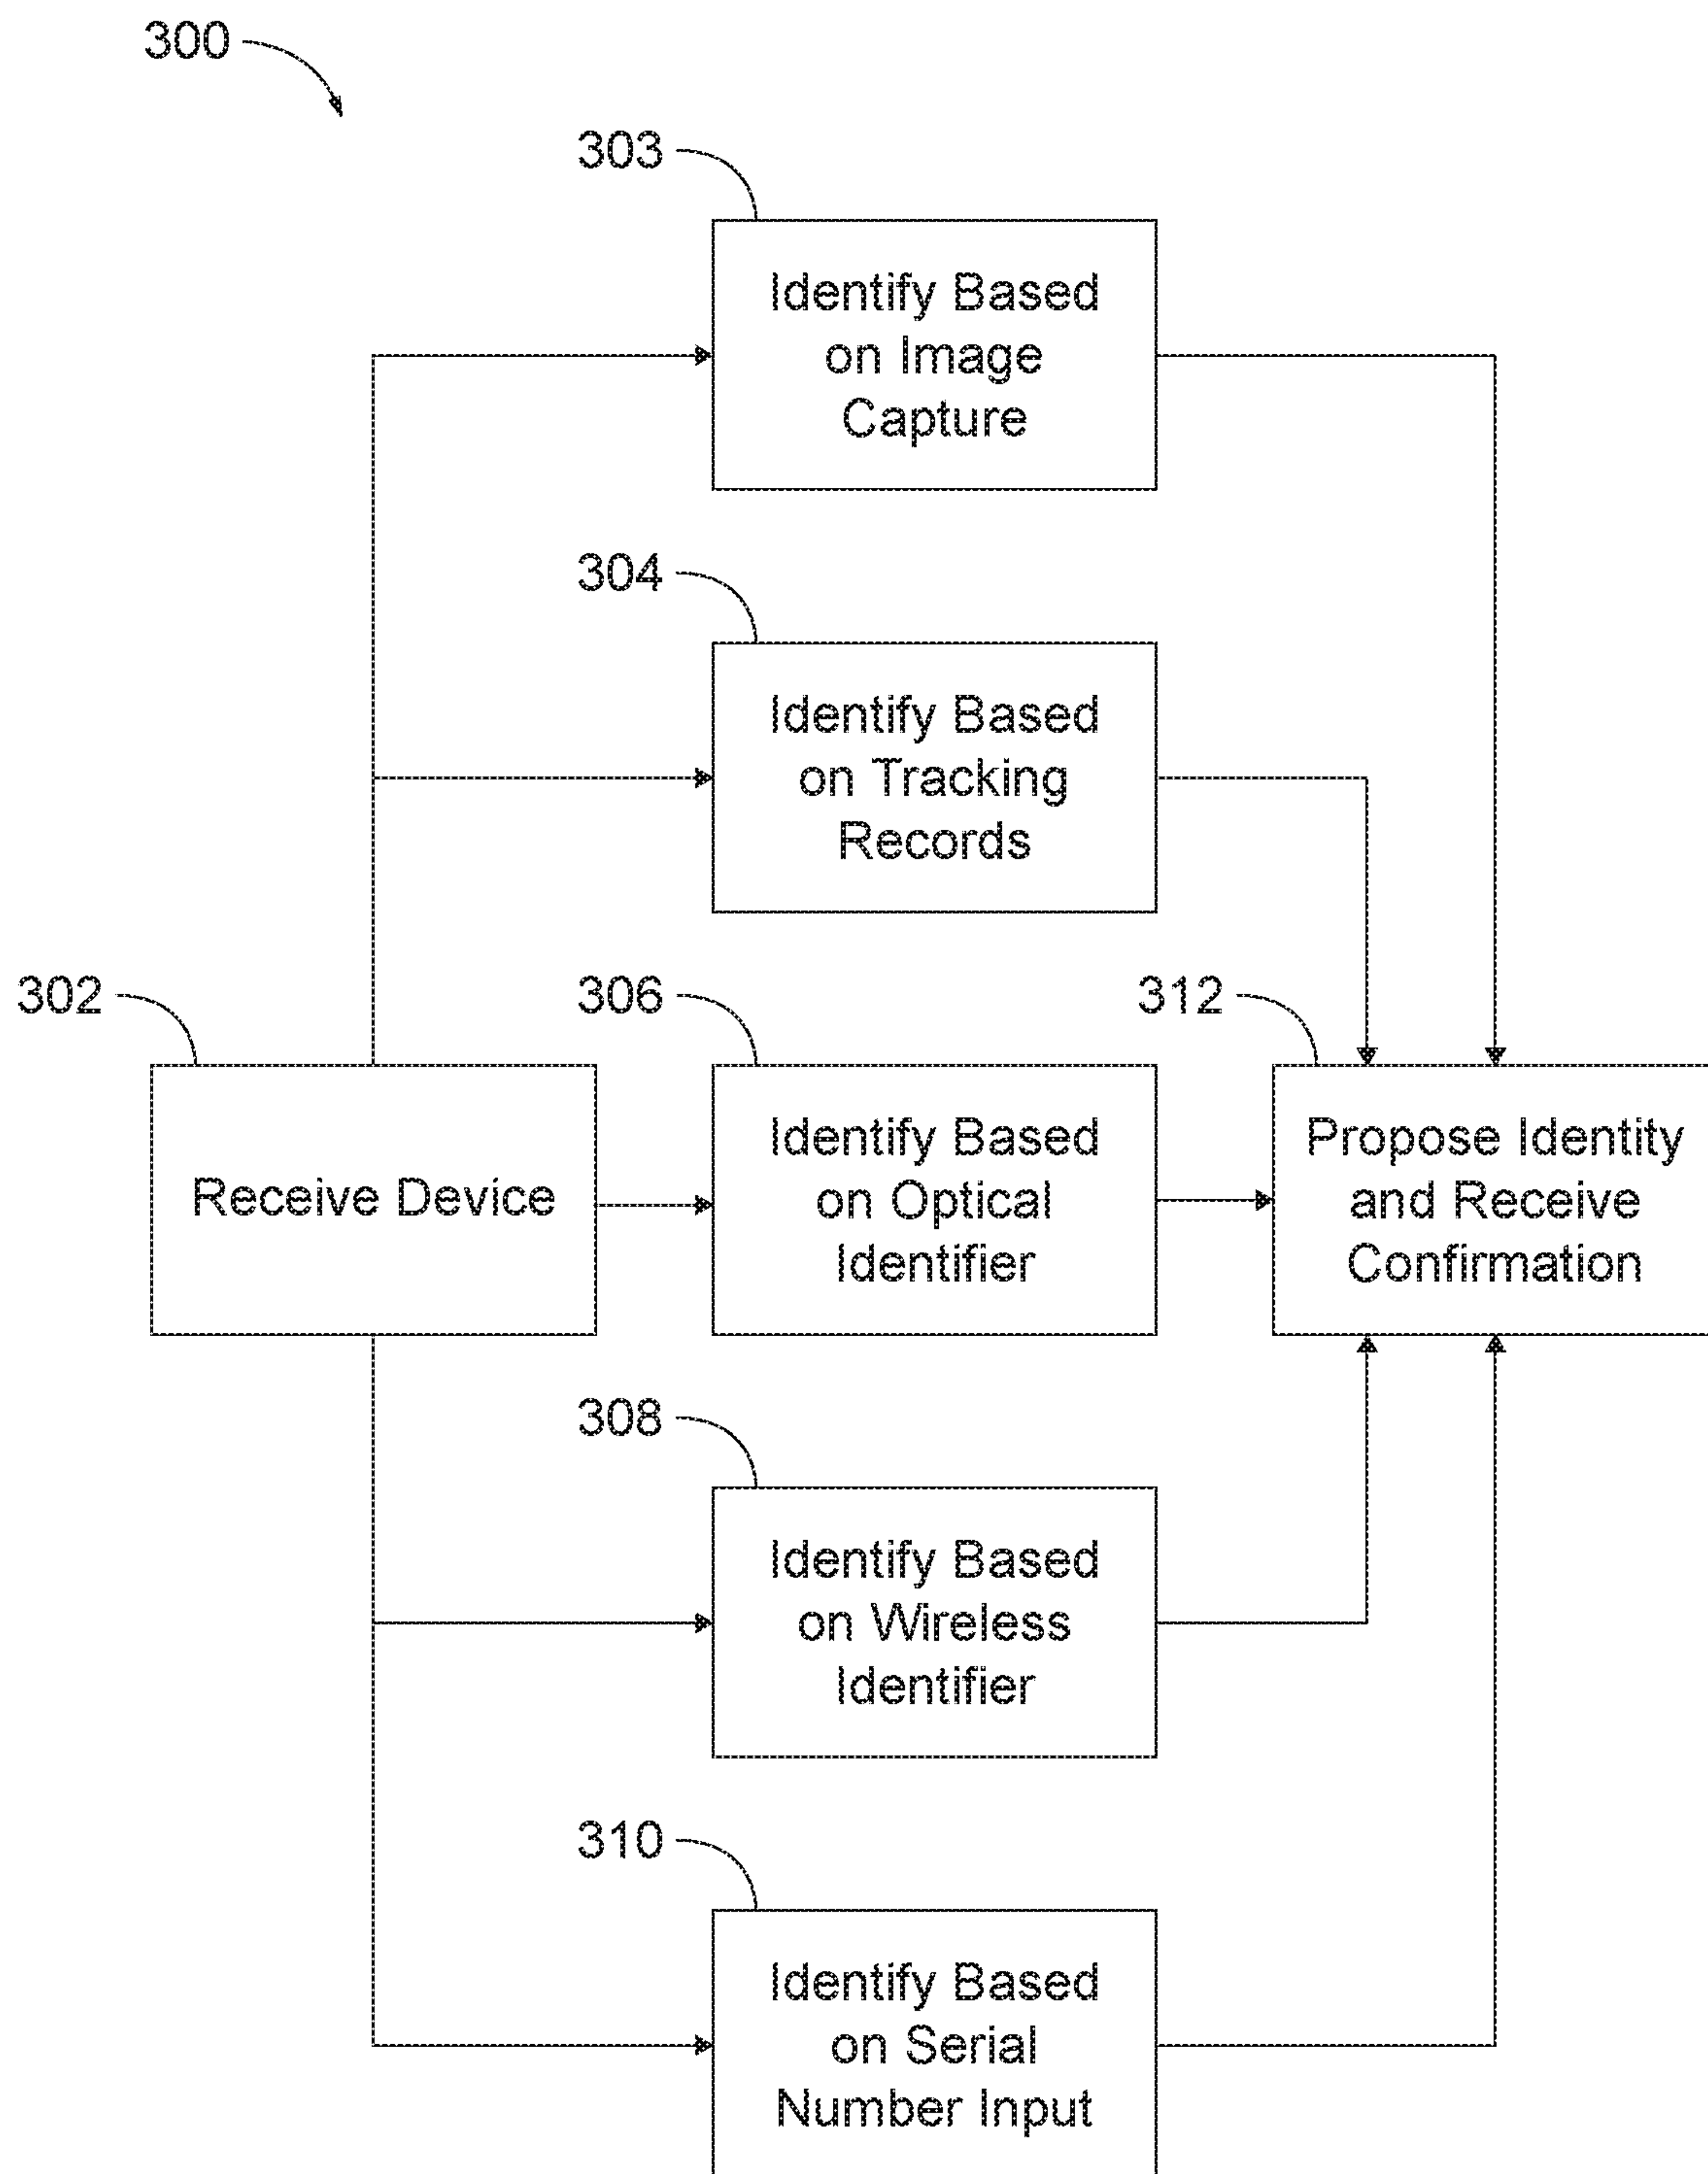 300
303
Identify Based
on Image
Capture
304
Identify Based
on Tracking
Records
302
Receive Device
306
Identify Based
on Optical
Identifier
312
Propose Identity
and Receive
Confirmation
308
Identify Based
on Wireless
Identifier
310
Identify Based
on Serial
Number Input